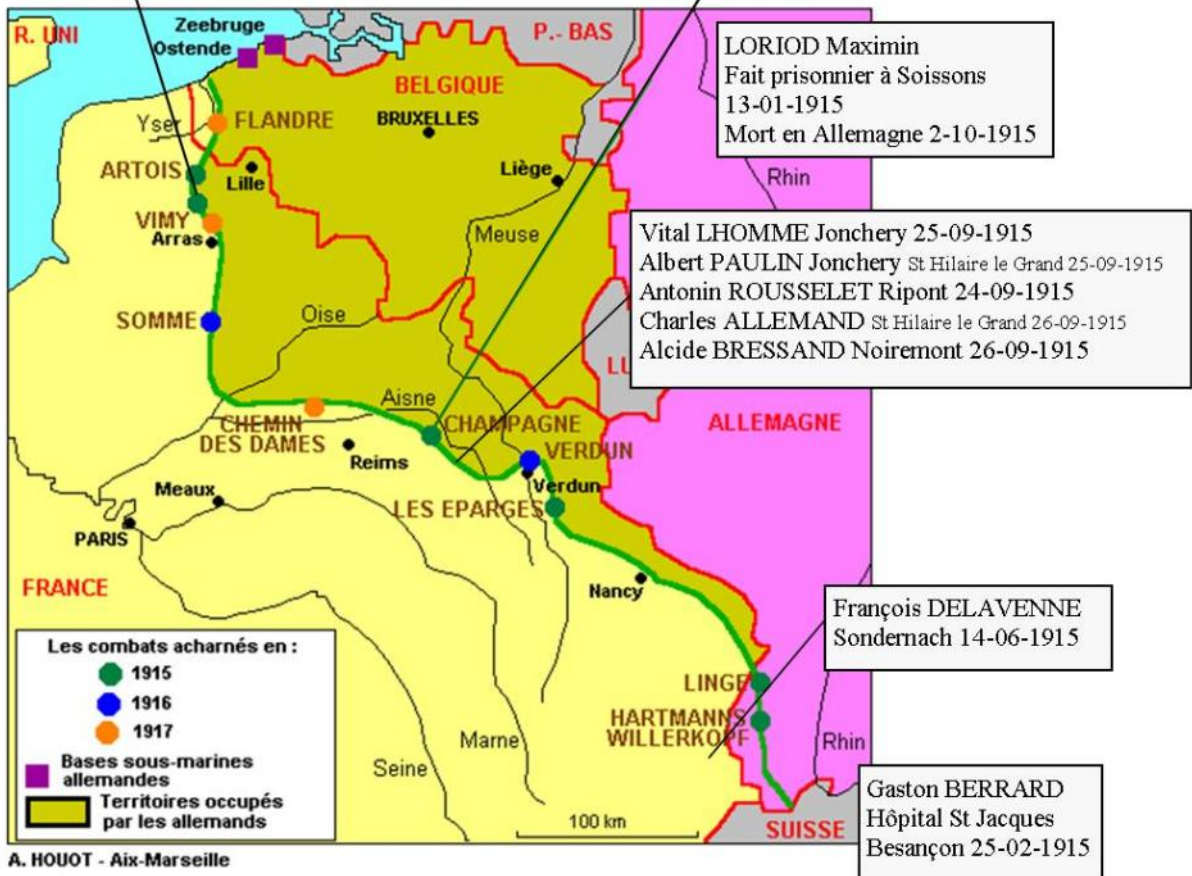 R. UNI
Zeebruge
Ostende
P.- BAS
BELGIQUE
BRUXELLES
Yser
FLANDRE
ARTOIS
Lille
Liège
VIMY
Arras
Meuse
Rhin
LORIOD Maximin
Fait prisonnier à Soissons
13-01-1915
Mort en Allemagne 2-10-1915
Vital LHOMME Jonchery 25-09-1915
Albert PAULIN Jonchery St Hilaire le Grand 25-09-1915
Antonin ROUSSELET Ripont 24-09-1915
Charles ALLEMAND St Hilaire le Grand 26-09-1915
Alcide BRESSAND Noiremont 26-09-1915
SOMME
Oise
LU
Aisne
CHEMIN
DES DAMES
CHAMPAGNE
ALLEMAGNE
Reims
VERDUN
Verdun
Meaux
LES EPARGES
PARIS
FRANCE
Nancy
François DELAVENNE
Sondernach 14-06-1915
LINGE
HARTMANNS
WILLERKOPF
Marne
Seine
Rhin
Les combats acharnés en :
1915
1916
1917
Bases sous-marines
allemandes
Territoires occupés
par les allemands
100 km
SUISSE
Gaston BERRARD
Hôpital St Jacques
Besançon 25-02-1915
A. HOUOT - Aix-Marseille